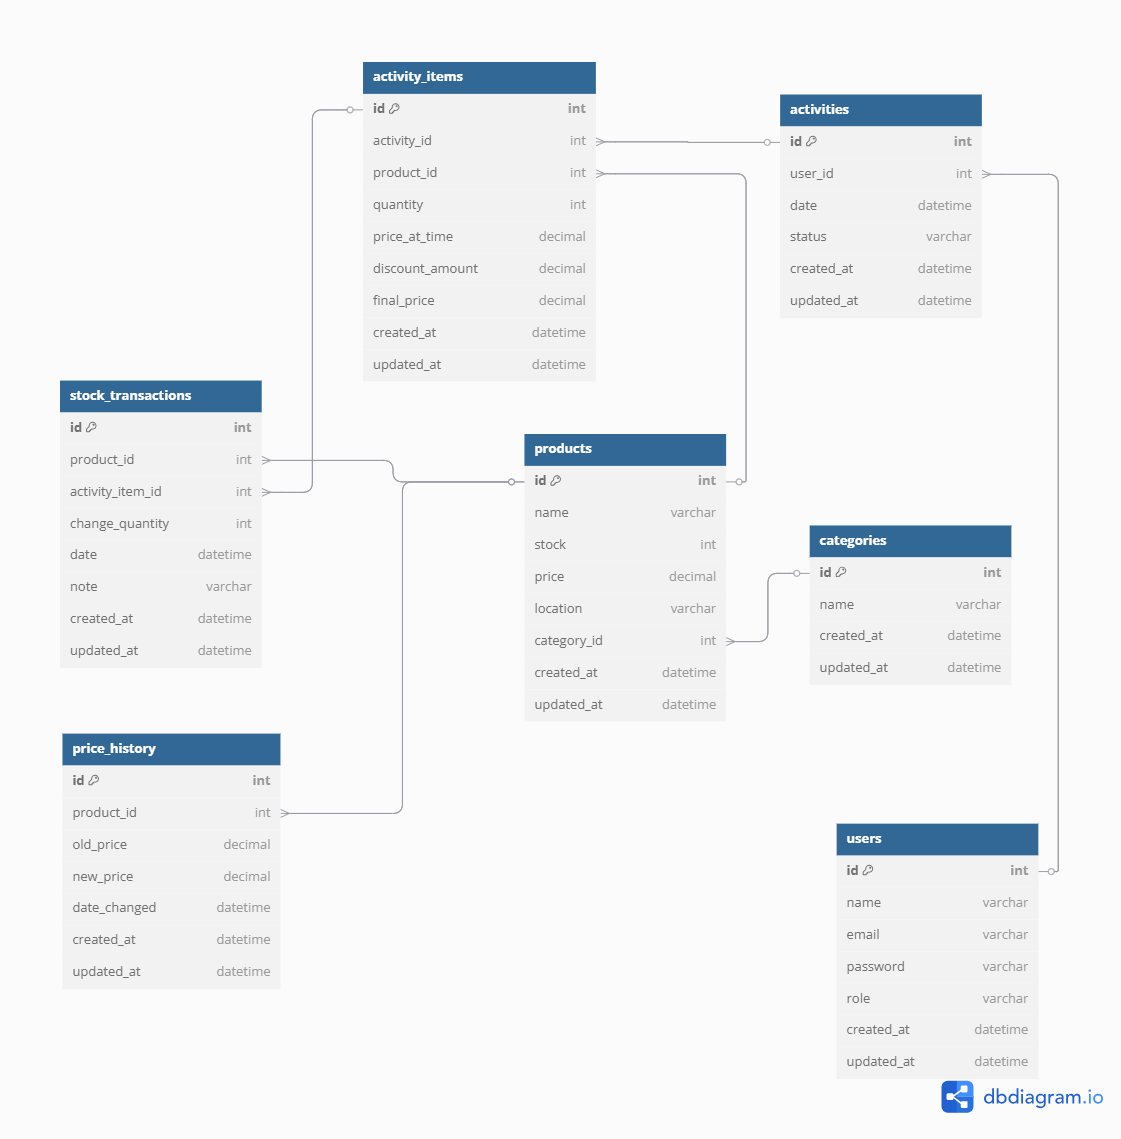 activity_items
id int
activity_id int
product_id int
quantity int
price_at_time decimal
discount_amount decimal
final_price decimal
created_at datetime
updated_at datetime
activities
id int
user_id int
date datetime
status varchar
created_at datetime
updated_at datetime
stock_transactions
id int
product_id int
activity_item_id int
change_quantity int
date datetime
note varchar
created_at datetime
updated_at datetime
products
id int
name varchar
stock int
price decimal
location varchar
category_id int
created_at datetime
updated_at datetime
categories
id int
name varchar
created_at datetime
updated_at datetime
price_history
id int
product_id int
old_price decimal
new_price decimal
date_changed datetime
created_at datetime
updated_at datetime
users
id int
name varchar
email varchar
password varchar
role varchar
created_at datetime
updated_at datetime
dbdiagram.io